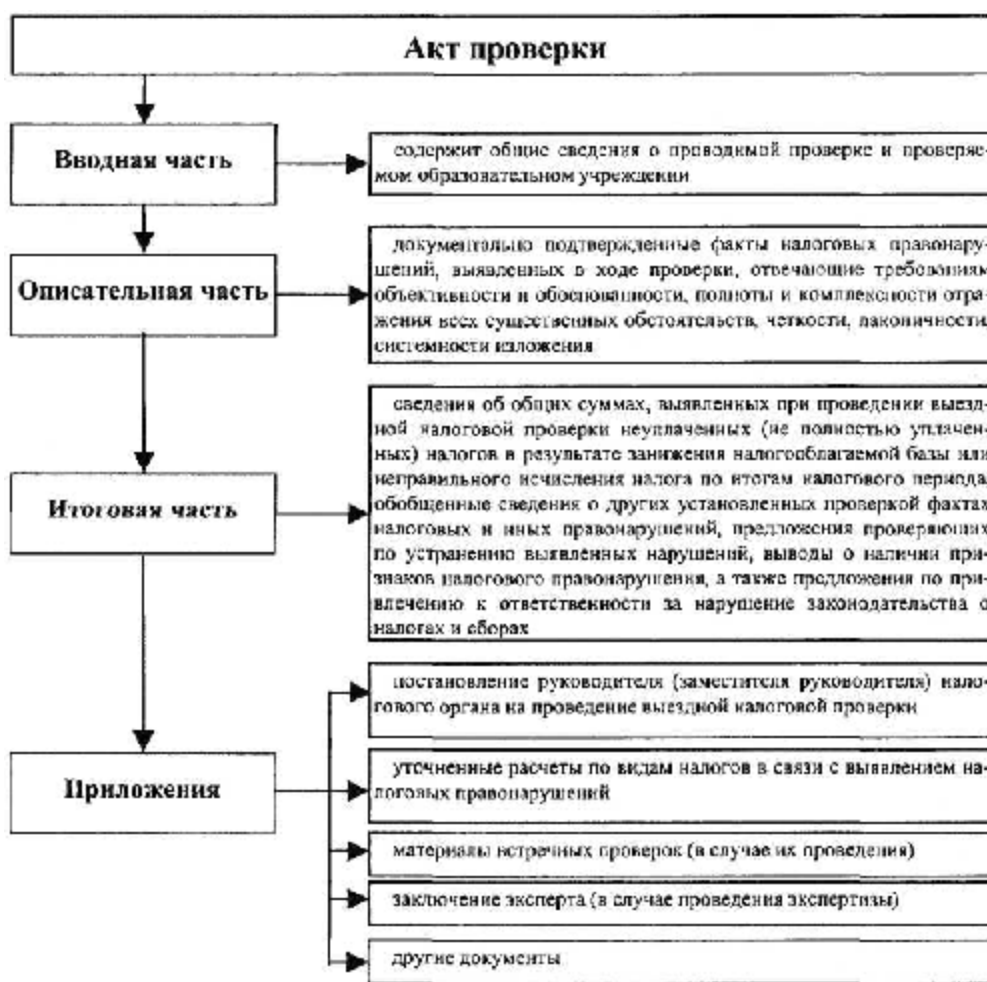 Акт проверки
Вводная часть
содержит общие сведения о проводимой проверке и проверяе-
мом образовательном учреждении
Описательная часть
документально подтвержденные факты налоговых правонару-
шений, выявленных в ходе проверки, отвечающие требованиям
объективности и обоснованности, полноты и комплексности отра-
жения всех существенных обстоятельств, четкости, лаконичности,
системности изложения
Итоговая часть
сведения об общих суммах, выявленных при проведении выезд-
ной налоговой проверки неуплаченных (не полностью уплачен-
ных) налогов в результате занижения налогооблагаемой базы или
неправильного исчисления налога по итогам налогового периода,
обобщенные сведения о других установленных проверкой фактах
налоговых и иных правонарушений, предложения проверяющих
по устранению выявленных нарушений, выводы о наличии при-
знаков налогового правонарушения, а также предложения по при-
влечению к ответственности за нарушение законодательства о
налогах и сборах
Приложения
постановление руководителя (заместителя руководителя) нало-
гового органа на проведение выездной налоговой проверки
уточненные расчеты по видам налогов в связи с выявлением на-
логовых правонарушений
материалы встречных проверок (в случае их проведения)
заключение эксперта (в случае проведения экспертизы)
другие документы